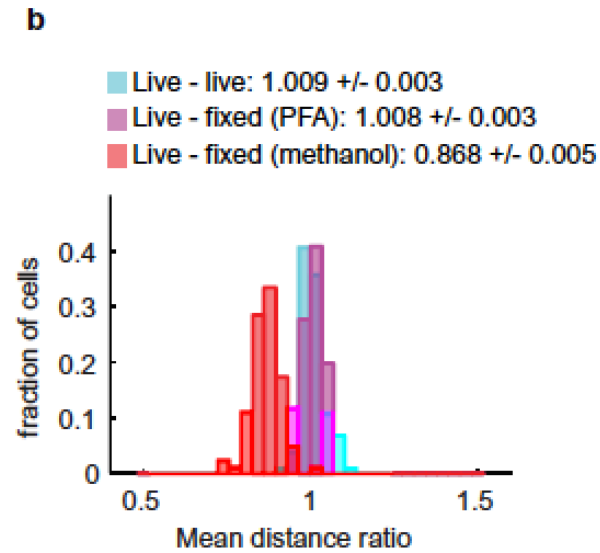 b
Live - live: 1.009 +/- 0.003
Live - fixed (PFA): 1.008 +/- 0.003
Live - fixed (methanol): 0.868 +/- 0.005
0.4
0.3
0.2
0.1
0
fraction of cells
0.5 1 1.5
Mean distance ratio